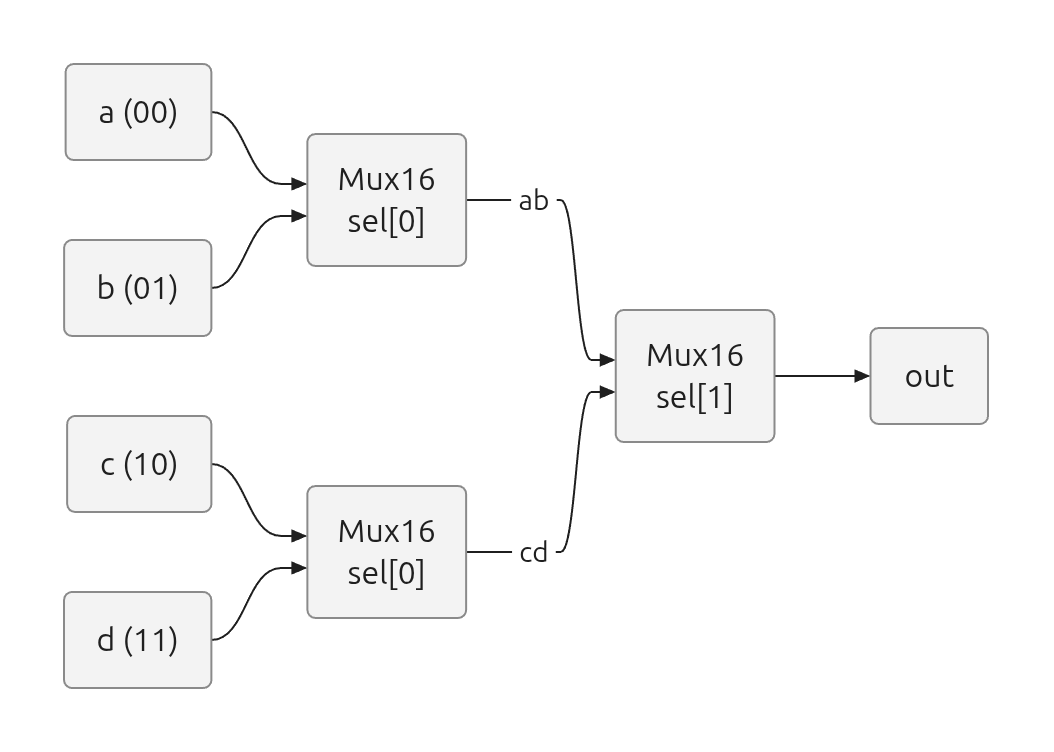 a (00)
b (01)
Mux16
sel[0]
ab
c (10)
d (11)
Mux16
sel[0]
cd
Mux16
sel[1]
out